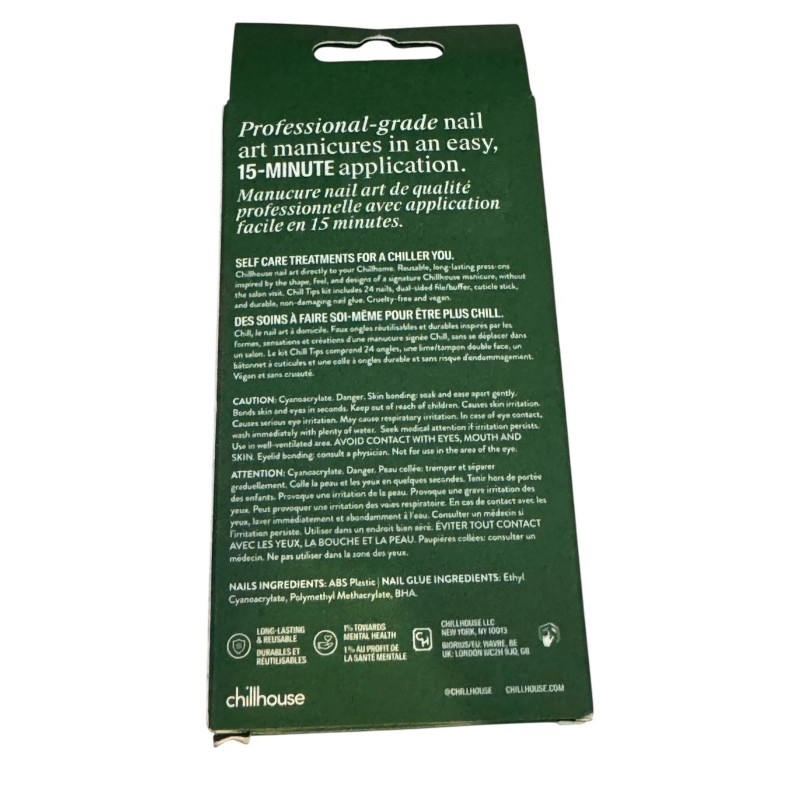 Professional-grade nail
art manicures in an easy,
15-MINUTE application.
Manucure nail art de qualité
professionnelle avec application
facile en 15 minutes.
SELF CARE TREATMENTS FOR A CHILLER YOU.
Chillhouse nail art directly to your Chillhome. Reusable, long-lasting press-ons
inspired by the shape, feel, and designs of a signature Chillhouse manicure, without
the salon visit. Chill Tips kit includes 24 nails, dual-sided file/buffer, cuticle stick,
and durable, non-damaging nail glue. Cruelty-free and vegan.
DES SOINS À FAIRE SOI-MÊME POUR ÊTRE PLUS CHILL.
Chill, le nail art à domicile. Faux ongles réutilisables et durables inspirés par les
formes, sensations et créations d'une manucure signée Chill, sans se déplacer dans
un salon. Le kit Chill Tips comprend 24 ongles, une lime/tampon double face, un
bâtonnet à cuticules et une colle à ongles durable et sans risque d'endommagement.
Végan et sans cruauté.
CAUTION: Cyanoacrylate. Danger. Skin bonding: soak and ease apart gently.
Bonds skin and eyes in seconds. Keep out of reach of children. Causes skin irritation.
Causes serious eye irritation. May cause respiratory irritation. In case of eye contact,
wash immediately with plenty of water. Seek medical attention if irritation persists.
Use in well-ventilated area. AVOID CONTACT WITH EYES, MOUTH AND
SKIN. Eyelid bonding: consult a physician. Not for use in the area of the eye.
ATTENTION: Cyanoacrylate. Danger. Peau collée: tremper et séparer
graduellement. Colle la peau et les yeux en quelques secondes. Tenir hors de portée
des enfants. Provoque une irritation de la peau. Provoque une grave irritation des
yeux. Peut provoquer une irritation des voies respiratoire. En cas de contact avec les
yeux, laver immédiatement et abondamment à l'eau. Consulter un médecin si
l'irritation persiste. Utiliser dans un endroit bien aéré. ÉVITER TOUT CONTACT
AVEC LES YEUX, LA BOUCHE ET LA PEAU. Paupières collées: consulter un
médecin. Ne pas utiliser dans la zone des yeux.
NAILS INGREDIENTS: ABS Plastic | NAIL GLUE INGREDIENTS: Ethyl
Cyanoacrylate, Polymethyl Methacrylate, BHA.
LONG-LASTING
& REUSABLE
DURABLES ET
RÉUTILISABLES
1% TOWARDS
MENTAL HEALTH
1% AU PROFIT DE
LA SANTÉ MENTALE
CH
CHILLHOUSE LLC
NEW YORK, NY 10013
BIORIUS/EU: WAVRE, BE
UK: LONDON WC2H 9JQ, GB
chillhouse
@CHILLHOUSE CHILLHOUSE.COM